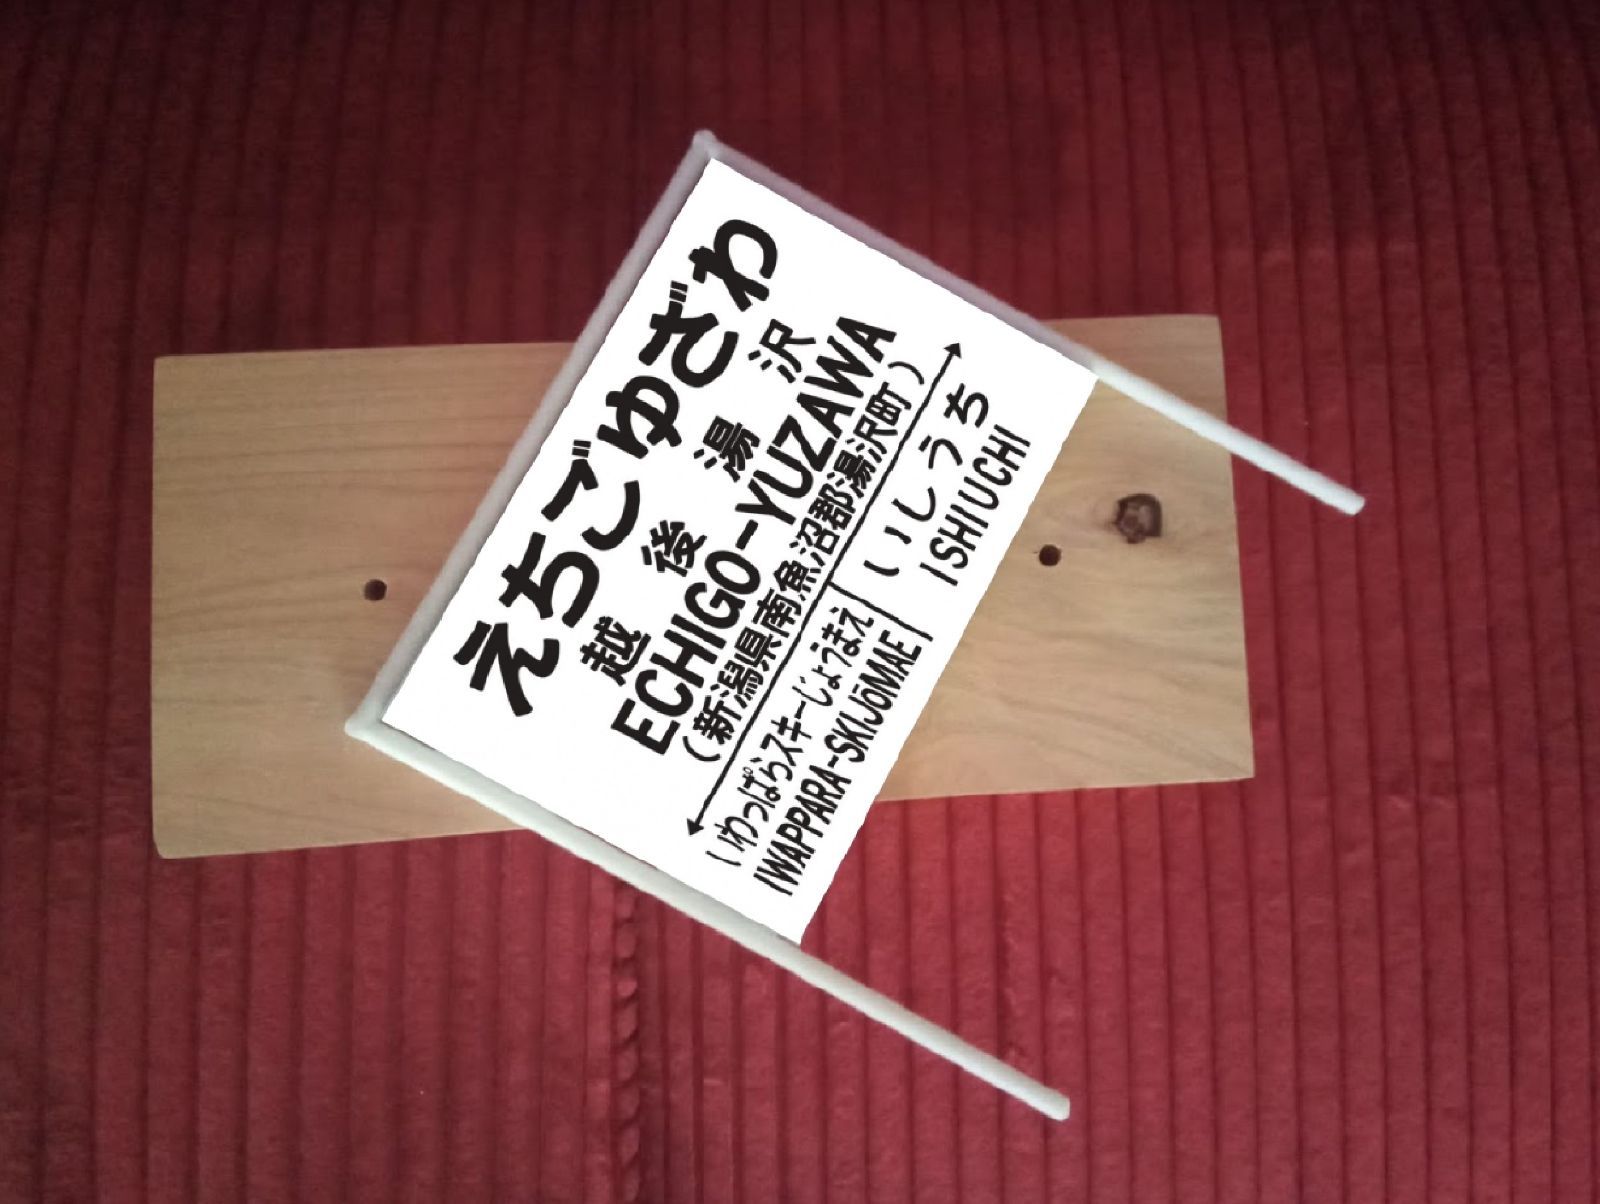 えちごゆざわ
越後湯沢
ECHIGO-YUZAWA
(新潟県南魚沼郡湯沢町)
いわっぱらスキーじょうまえ
IWAPPARA-SKIJŌMAE
いしうち
ISHIUCHI